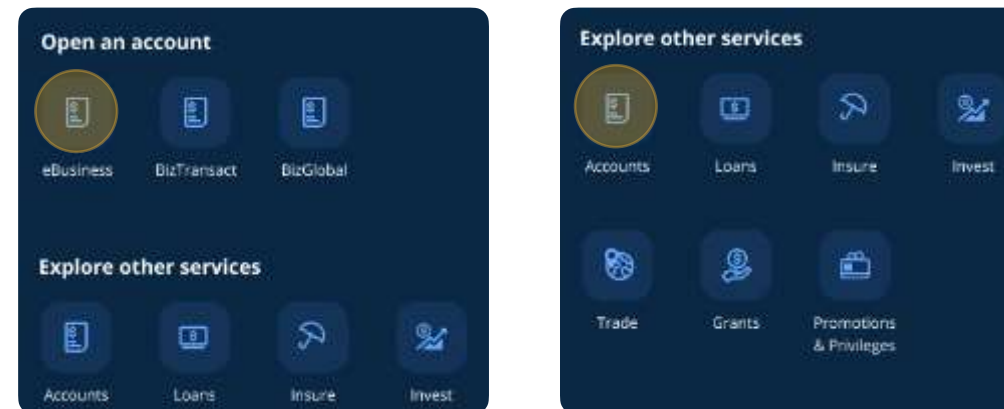 Open an account
eBusiness BizTransact BizGlobal
Explore other services
Accounts Loans Insure Invest
Explore other services
Accounts Loans Insure Invest
Trade Grants Promotions
& Privileges